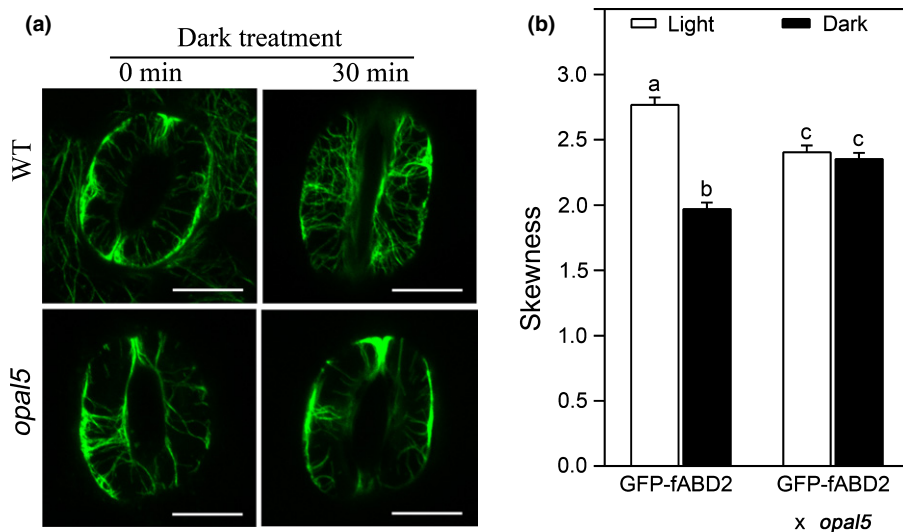 (a)
Dark treatment
0 min 30 min
WT
opal5
(b)
Light Dark
Skewness
3.0
2.5
2.0
1.5
1.0
0.5
0.0
a
b
c c
GFP-fABD2 GFP-fABD2
x opal5